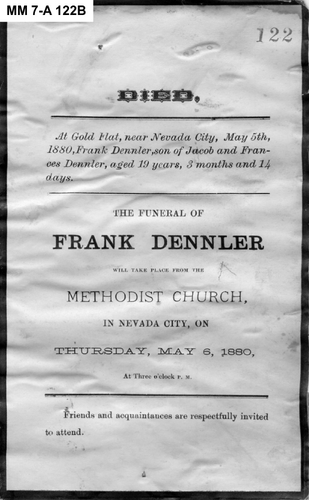 MM 7-A 122B
122
DIED.
At Gold Flat, near Nevada City, May 5th,
1880, Frank Dennler, son of Jacob and Fran-
ces Dennler, aged 19 years, 3 months and 14
days.
THE FUNERAL OF
FRANK DENNLER
WILL TAKE PLACE FROM THE
METHODIST CHURCH,
IN NEVADA CITY, ON
THURSDAY, MAY 6, 1880,
At Three o'clock P. M.
Friends and acquaintances are respectfully invited
to attend.